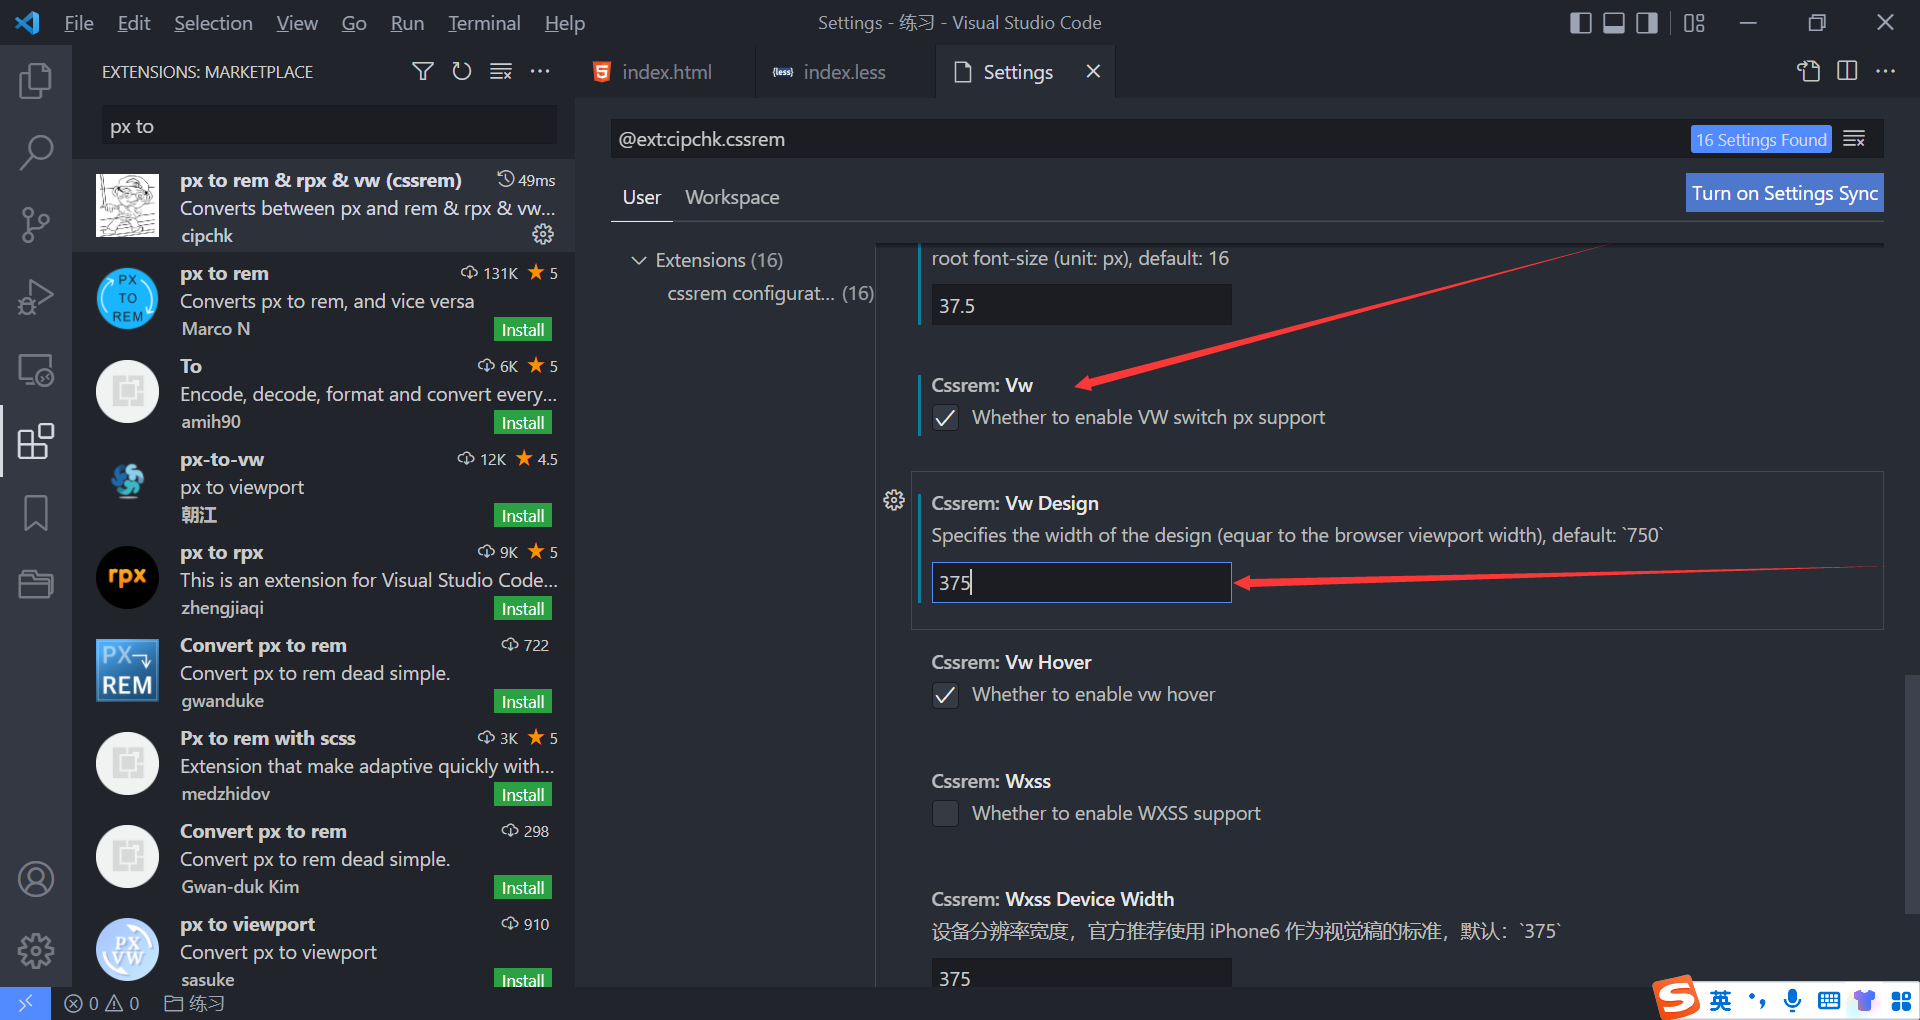 File Edit Selection View Go Run Terminal Help
Settings - 练习 - Visual Studio Code
EXTENSIONS: MARKETPLACE
px to
px to rem & rpx & vw (cssrem) 49ms
Converts between px and rem & rpx & vw...
cipchk
PX TO REM
px to rem 131K 5
Converts px to rem, and vice versa
Marco N Install
To 6K 5
Encode, decode, format and convert every...
amih90 Install
px-to-vw 12K 4.5
px to viewport
朝江 Install
rpx
px to rpx 9K 5
This is an extension for Visual Studio Code...
zhengjiaqi Install
PX
REM
Convert px to rem 722
Convert px to rem dead simple.
gwanduke Install
Px to rem with scss 3K 5
Extension that make adaptive quickly with...
medzhidov Install
Convert px to rem 298
Convert px to rem dead simple.
Gwan-duk Kim Install
PX
VW
px to viewport 910
Convert px to viewport
sasuke Install
index.html
less
index.less
Settings
@ext:cipchk.cssrem
16 Settings Found
User Workspace
Turn on Settings Sync
Extensions (16)
cssrem configurat... (16)
root font-size (unit: px), default: 16
37.5
Cssrem: Vw
Whether to enable VW switch px support
Cssrem: Vw Design
Specifies the width of the design (equar to the browser viewport width), default: `750`
375
Cssrem: Vw Hover
Whether to enable vw hover
Cssrem: Wxss
Whether to enable WXSS support
Cssrem: Wxss Device Width
设备分辨率宽度，官方推荐使用 iPhone6 作为视觉稿的标准，默认：`375`
375
0 0 练习
S 英